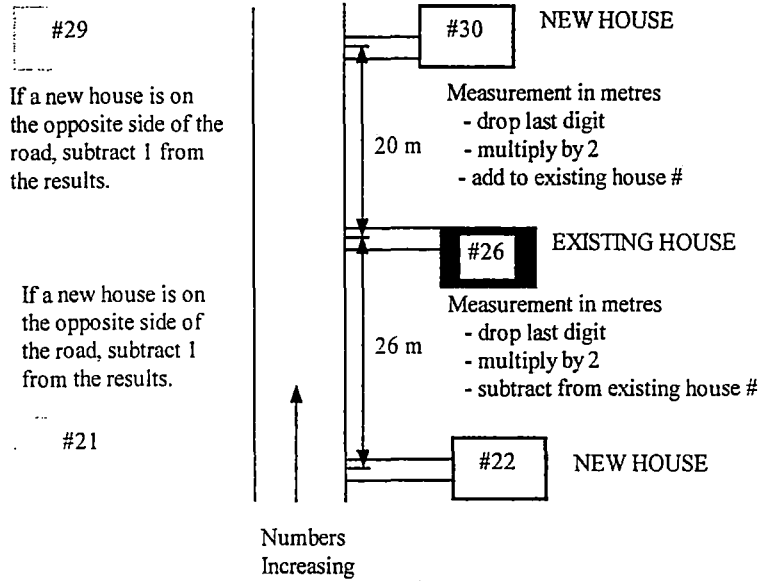 #29
#30
NEW HOUSE
If a new house is on
the opposite side of the
road, subtract 1 from
the results.
Measurement in metres
- drop last digit
- multiply by 2
- add to existing house #
20 m
#26
EXISTING HOUSE
If a new house is on
the opposite side of
the road, subtract 1
from the results.
Measurement in metres
- drop last digit
- multiply by 2
- subtract from existing house #
26 m
#21
#22
NEW HOUSE
Numbers
Increasing